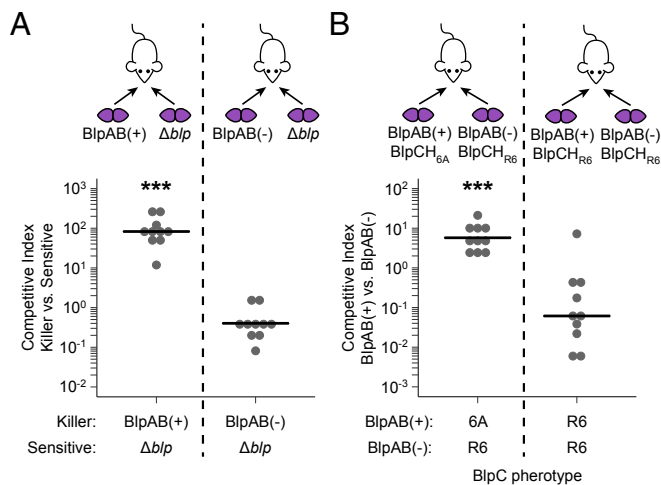 A
BlpAB(+) Δblp BlpAB(-) Δblp
Competitive Index
Killer vs. Sensitive
10³
10²
10¹
10⁰
10⁻¹
10⁻²
***
Killer: BlpAB(+) BlpAB(-)
Sensitive: Δblp Δblp
B
BlpAB(+) BlpAB(-) BlpAB(+) BlpAB(-)
BlpCH₆A BlpCHR₆ BlpCHR₆ BlpCHR₆
Competitive Index
BlpAB(+) vs. BlpAB(-)
10²
10¹
10⁰
10⁻¹
10⁻²
10⁻³
***
BlpAB(+): 6A R6
BlpAB(-): R6 R6
BlpC pherotype